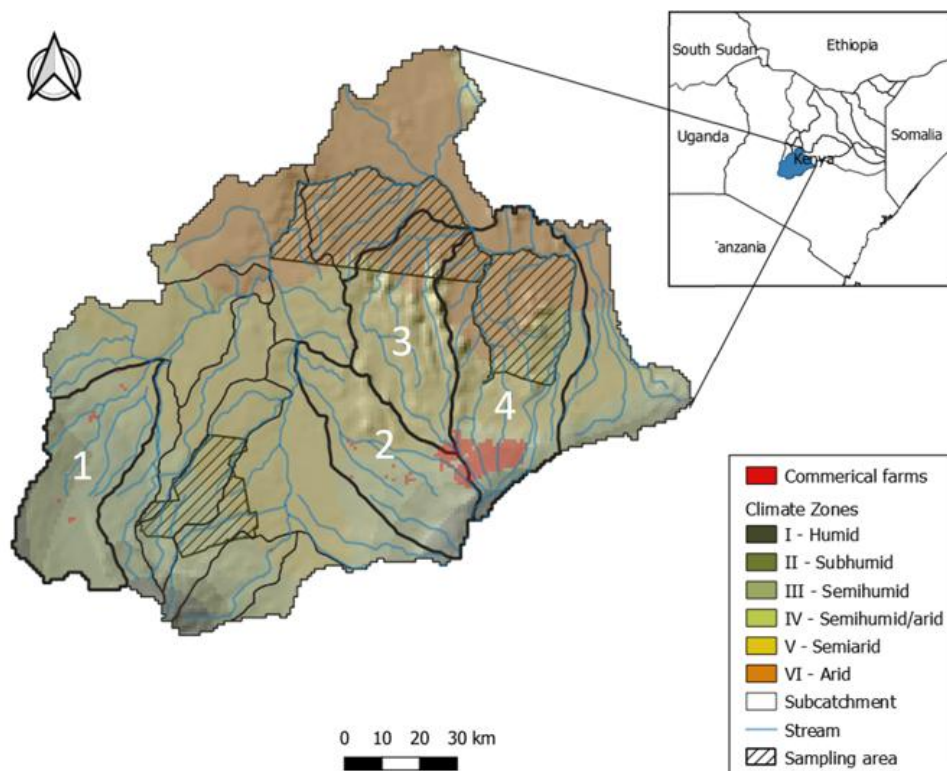 South Sudan
Ethiopia
Uganda
Kenya
Somalia
Tanzania
1
2
3
4
0 10 20 30 km
Commerical farms
Climate Zones
I - Humid
II - Subhumid
III - Semihumid
IV - Semihumid/arid
V - Semiarid
VI - Arid
Subcatchment
Stream
Sampling area